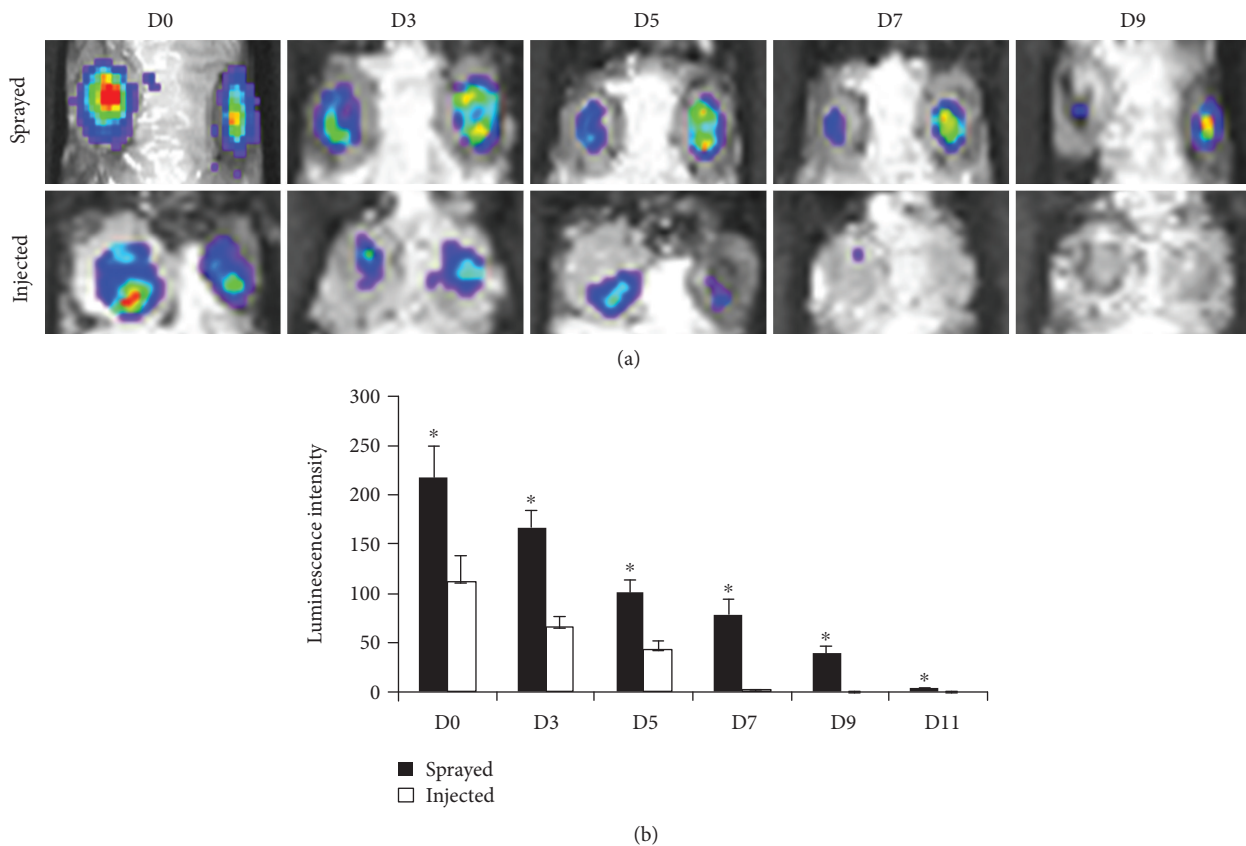 D0 D3 D5 D7 D9
Sprayed
Injected
(a)
Luminescence intensity
300
250
200
150
100
50
0
* * * * * *
D0 D3 D5 D7 D9 D11
Sprayed
Injected
(b)